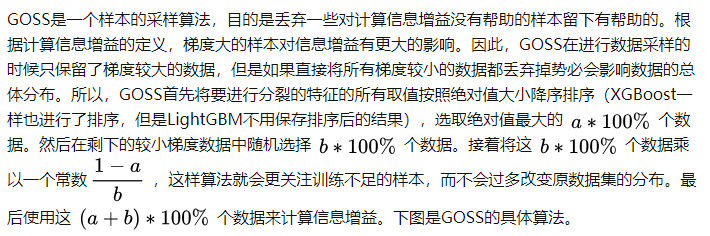 GOSS是一个样本的采样算法，目的是丢弃一些对计算信息增益没有帮助的样本留下有帮助的。根
据计算信息增益的定义，梯度大的样本对信息增益有更大的影响。因此，GOSS在进行数据采样的
时候只保留了梯度较大的数据，但是如果直接将所有梯度较小的数据都丢弃掉势必会影响数据的总
体分布。所以，GOSS首先将要进行分裂的特征的所有取值按照绝对值大小降序排序（XGBoost一
样也进行了排序，但是LightGBM不用保存排序后的结果），选取绝对值最大的 a * 100% 个数
据。然后在剩下的较小梯度数据中随机选择 b * 100% 个数据。接着将这 b * 100% 个数据乘
以一个常数 \frac{1-a}{b} ，这样算法就会更关注训练不足的样本，而不会过多改变原数据集的分布。最
后使用这 (a + b) * 100% 个数据来计算信息增益。下图是GOSS的具体算法。